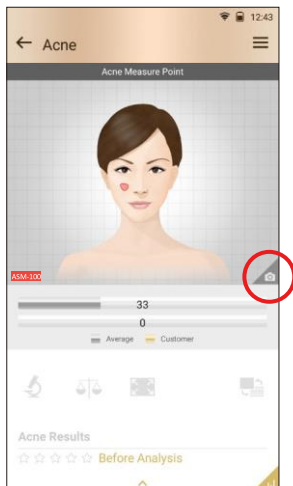 12:43
Acne
Acne Measure Point
ASM-100
33
0
Average Customer
Acne Results
Before Analysis